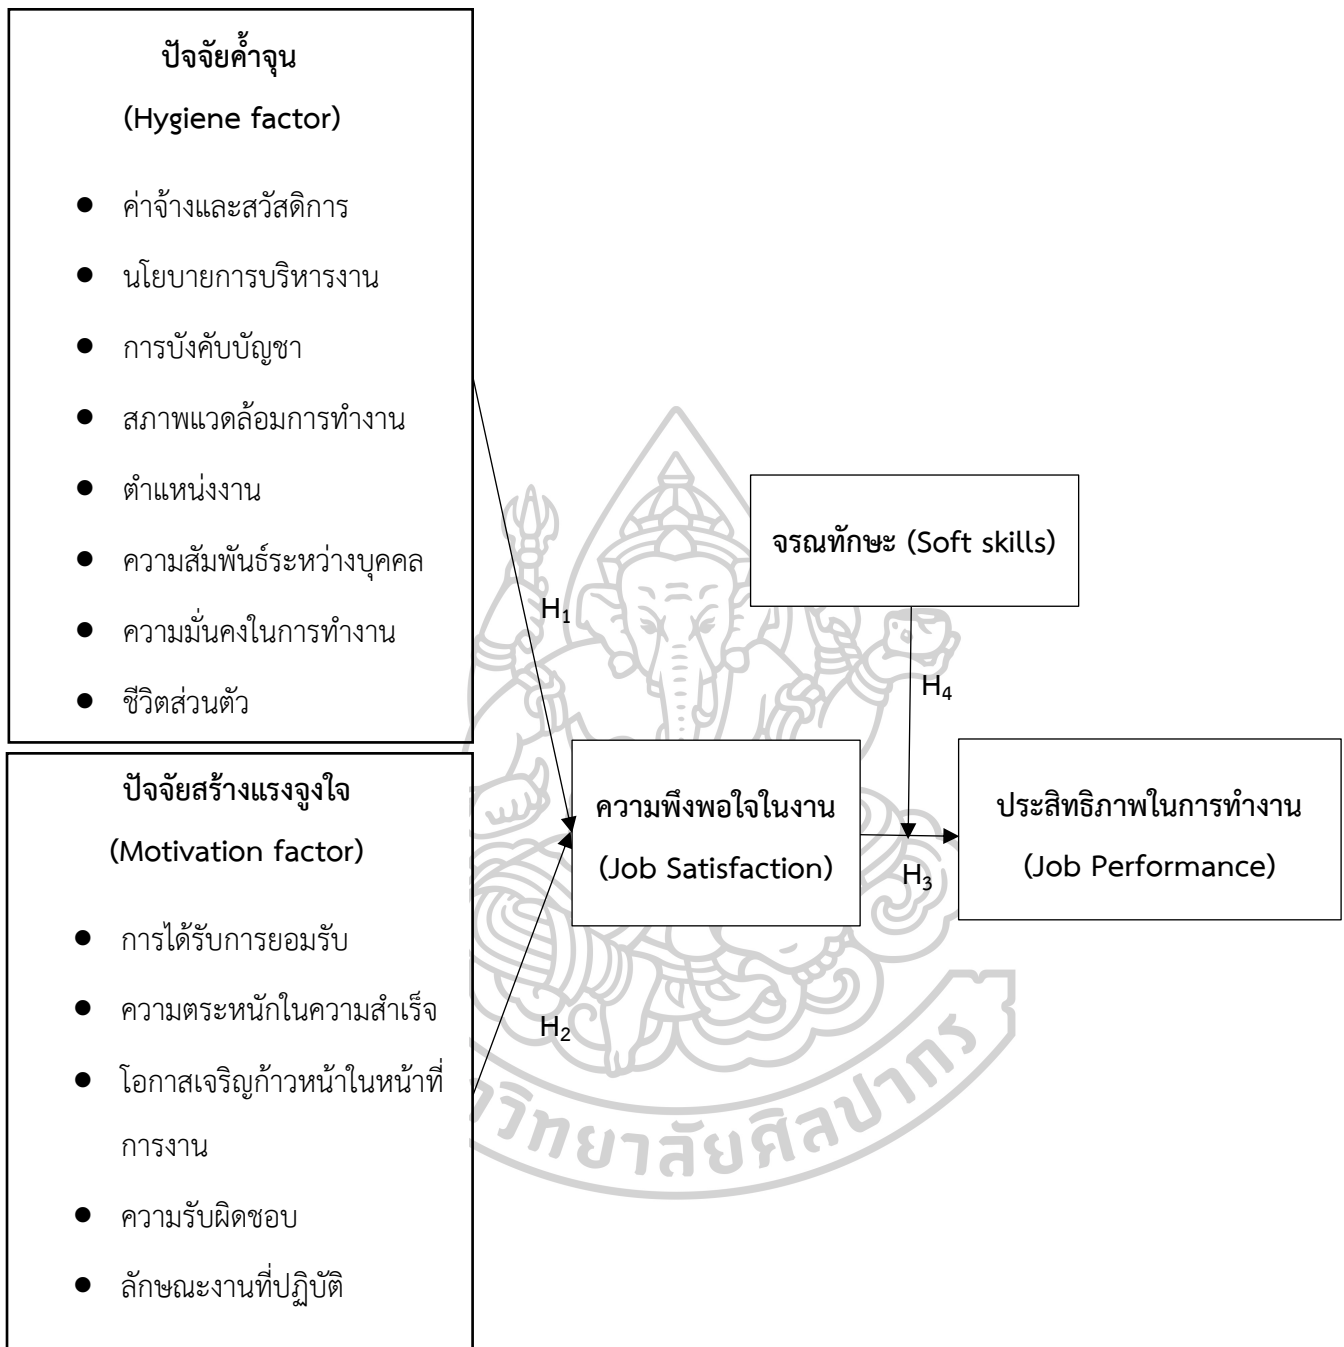 ปัจจัยค้ำจุน
(Hygiene factor)
● ค่าจ้างและสวัสดิการ
● นโยบายการบริหารงาน
● การบังคับบัญชา
● สภาพแวดล้อมการทำงาน
● ตำแหน่งงาน
● ความสัมพันธ์ระหว่างบุคคล
● ความมั่นคงในการทำงาน
● ชีวิตส่วนตัว
ปัจจัยสร้างแรงจูงใจ
(Motivation factor)
● การได้รับการยอมรับ
● ความตระหนักในความสำเร็จ
● โอกาสเจริญก้าวหน้าในหน้าที่
การงาน
● ความรับผิดชอบ
● ลักษณะงานที่ปฏิบัติ
H₁
H₂
ความพึงพอใจในงาน
(Job Satisfaction)
จรณทักษะ (Soft skills)
H₄
H₃
ประสิทธิภาพในการทำงาน
(Job Performance)
วิทยาลัยศิลปากร